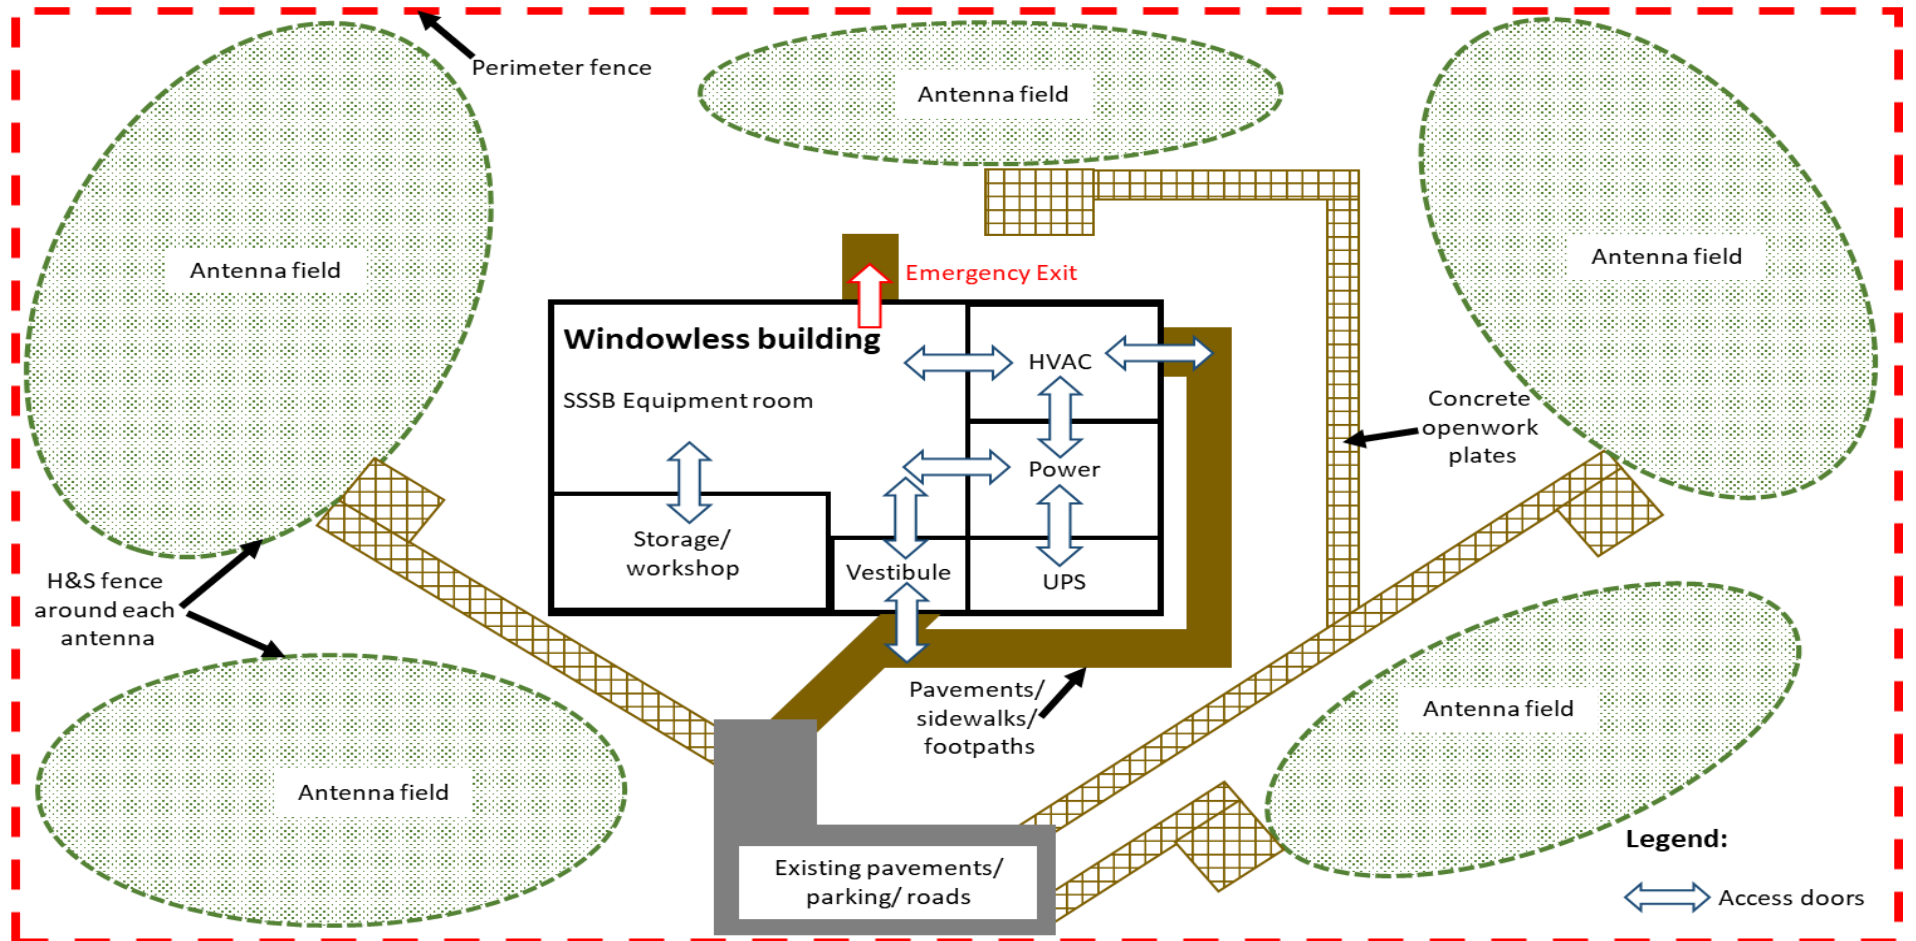 Perimeter fence
Antenna field
Antenna field
Antenna field
Emergency Exit
Windowless building
HVAC
SSSB Equipment room
Concrete
openwork
plates
Power
Storage/
workshop
Vestibule
UPS
H&S fence
around each
antenna
Pavements/
sidewalks/
footpaths
Antenna field
Antenna field
Existing pavements/
parking/ roads
Legend:
Access doors